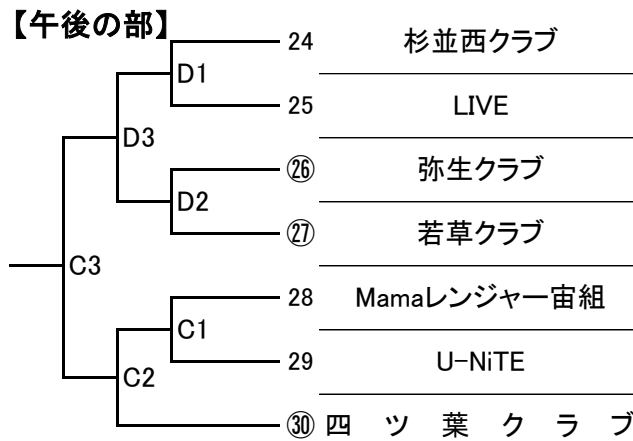 【午後の部】
24 杉並西クラブ
D1
25 LIVE
D3
㉖ 弥生クラブ
D2
㉗ 若草クラブ
C3
28 Mamaレンジャー宙組
C1
29 U-NiTE
C2
㉚ 四ツ葉クラブ